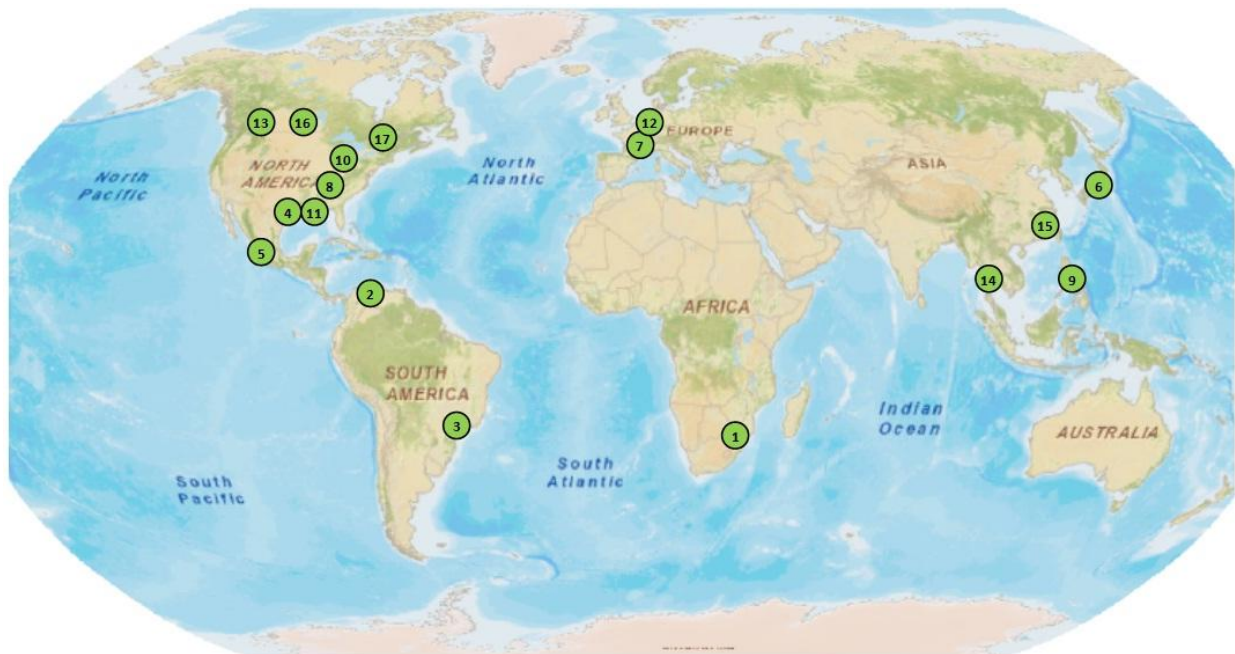 13
16
12
17
EUROPE
7
North
Pacific
NORTH
AMERICA
10
North
Atlantic
ASIA
8
6
4
11
15
5
14
9
2
AFRICA
SOUTH
AMERICA
Indian
Ocean
3
1
AUSTRALIA
South
Pacific
South
Atlantic